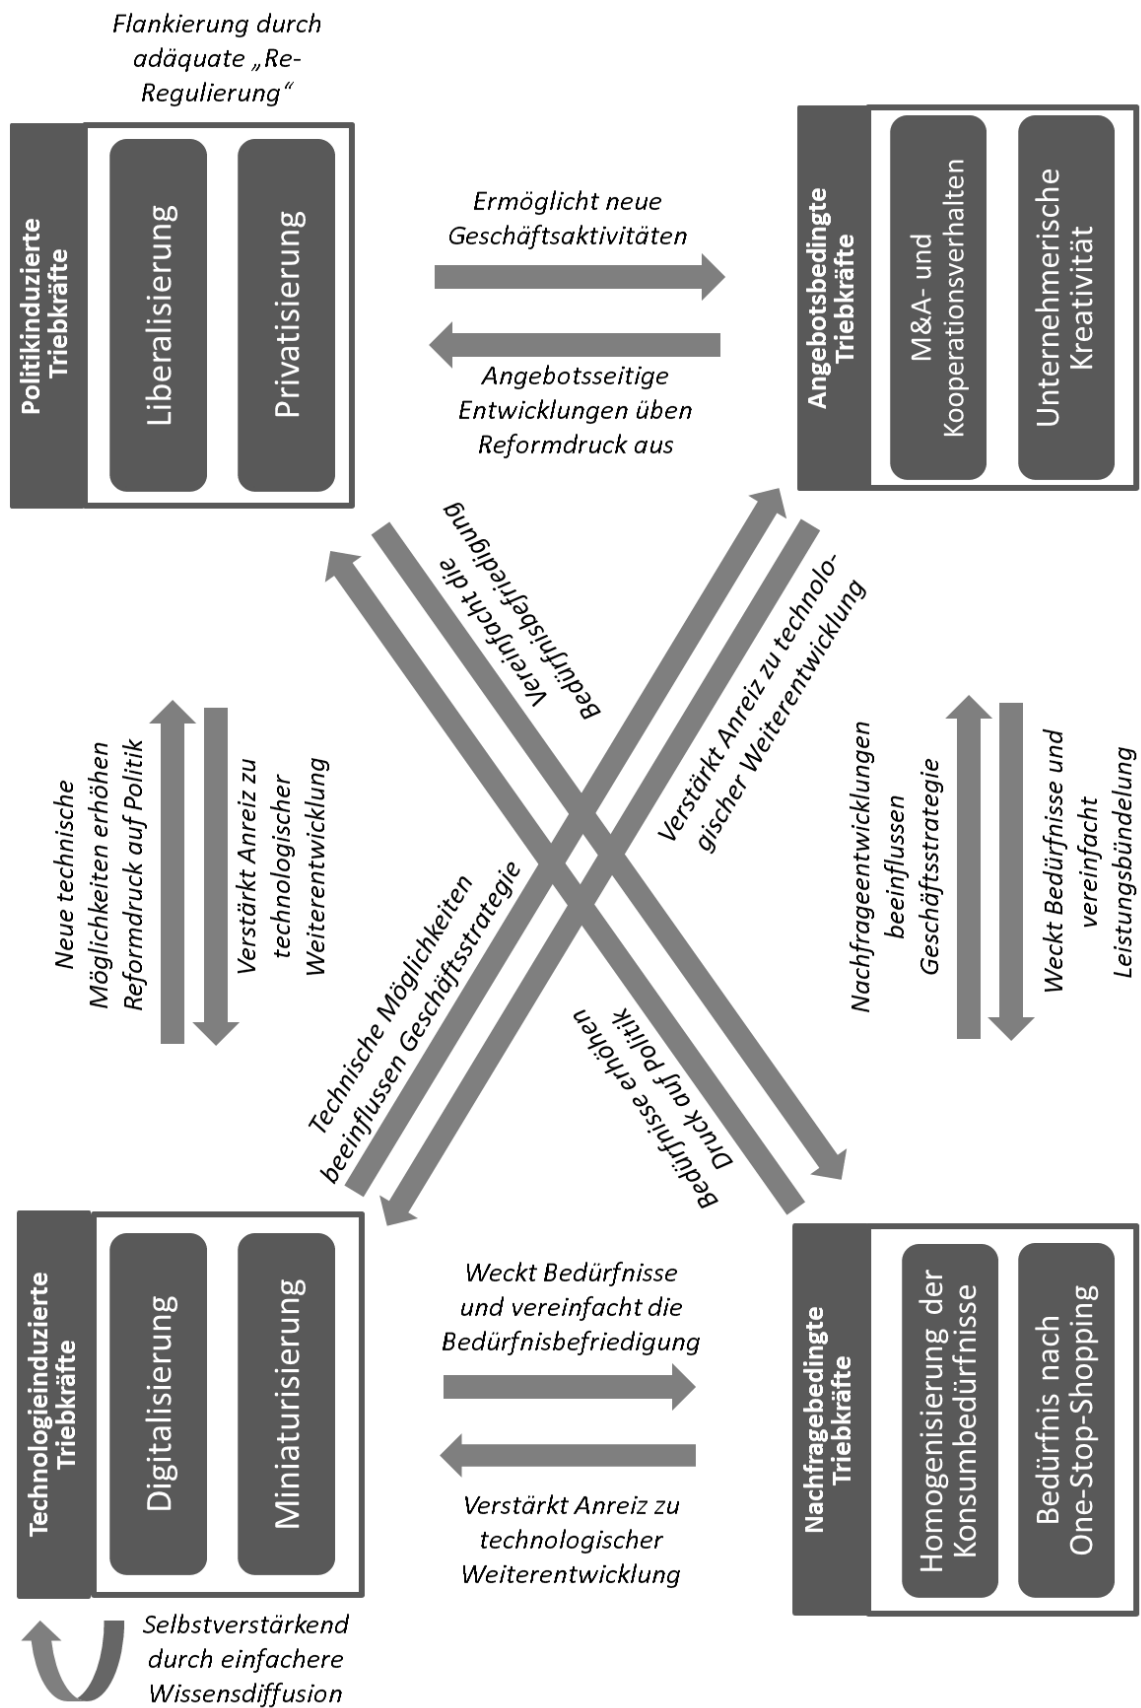 Flankierung durch
adäquate „Re-
Regulierung“
Politikinduzierte
Triebkräfte
Liberalisierung
Privatisierung
Ermöglicht neue
Geschäftsaktivitäten
Angebotsseitige
Entwicklungen üben
Reformdruck aus
Angebotsbedingte
Triebkräfte
M&A- und
Kooperationsverhalten
Unternehmerische
Kreativität
Neue technische
Möglichkeiten erhöhen
Reformdruck auf Politik
Verstärkt Anreiz zu
technologischer
Weiterentwicklung
Vereinfacht die
Bedürfnisbefriedigung
Verstärkt Anreiz zu technolo-
gischer Weiterentwicklung
Technische Möglichkeiten
beeinflussen Geschäftsstrategie
Bedürfnisse erhöhen
Druck auf Politik
Nachfrageentwicklungen
beeinflussen
Geschäftsstrategie
Weckt Bedürfnisse und
vereinfacht
Leistungsbündelung
Technologieinduzierte
Triebkräfte
Digitalisierung
Miniaturisierung
Weckt Bedürfnisse
und vereinfacht die
Bedürfnisbefriedigung
Verstärkt Anreiz zu
technologischer
Weiterentwicklung
Nachfragebedingte
Triebkräfte
Homogenisierung der
Konsumbedürfnisse
Bedürfnis nach
One-Stop-Shopping
Selbstverstärkend
durch einfachere
Wissensdiffusion